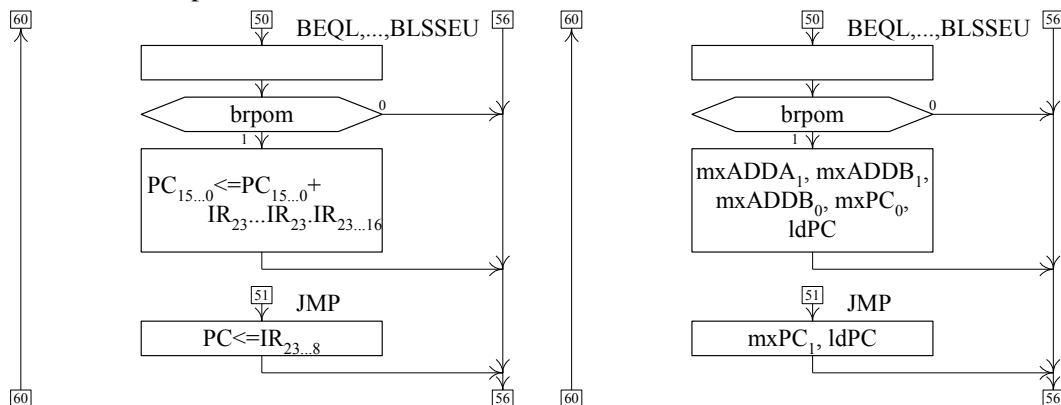 60 50 56 60 50 56
BEQL,...,BLSSEU BEQL,...,BLSSEU
brpom 0 brpom 0
1 1
PC15...0<=PC15...0+
IR23...IR23.IR23...16
mxADDA1, mxADDB1,
mxADDB0, mxPC0,
ldPC
51 JMP 51 JMP
PC<=IR23...8 mxPC1, ldPC
60 56 60 56